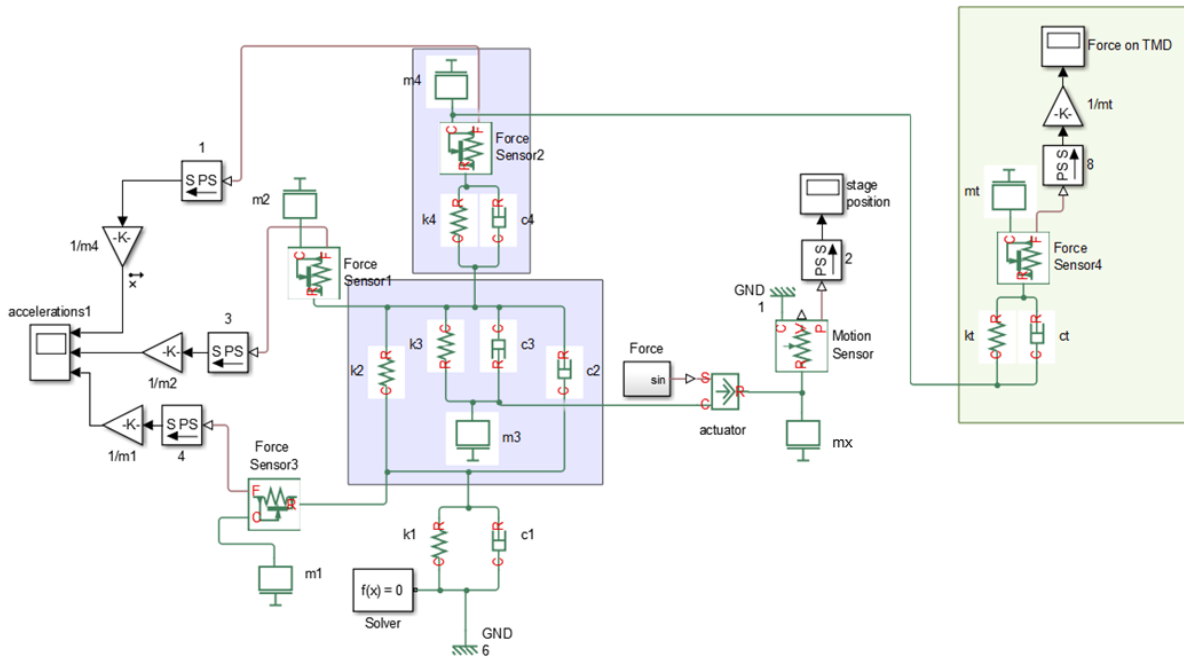 Force on TMD
-K-
1/mt
PS S
8
mt
C
F
R
Force
Sensor4
kt
R
C
R
C
ct
m4
C
F
R
Force
Sensor2
k4
R
C
R
C
c4
1
S PS
-K-
1/m4
x
m2
C
F
R
Force
Sensor1
accelerations1
3
S PS
-K-
1/m2
4
S PS
-K-
1/m1
Force
Sensor3
F
C
R
m1
k2
R
C
k3
C
R
C
R
c3
R
C
c2
m3
k1
R
C
R
C
c1
f(x) = 0
Solver
GND
6
Force
sin
S
C
R
actuator
stage
position
PS S
2
GND
1
C
V
P
R
Motion
Sensor
mx